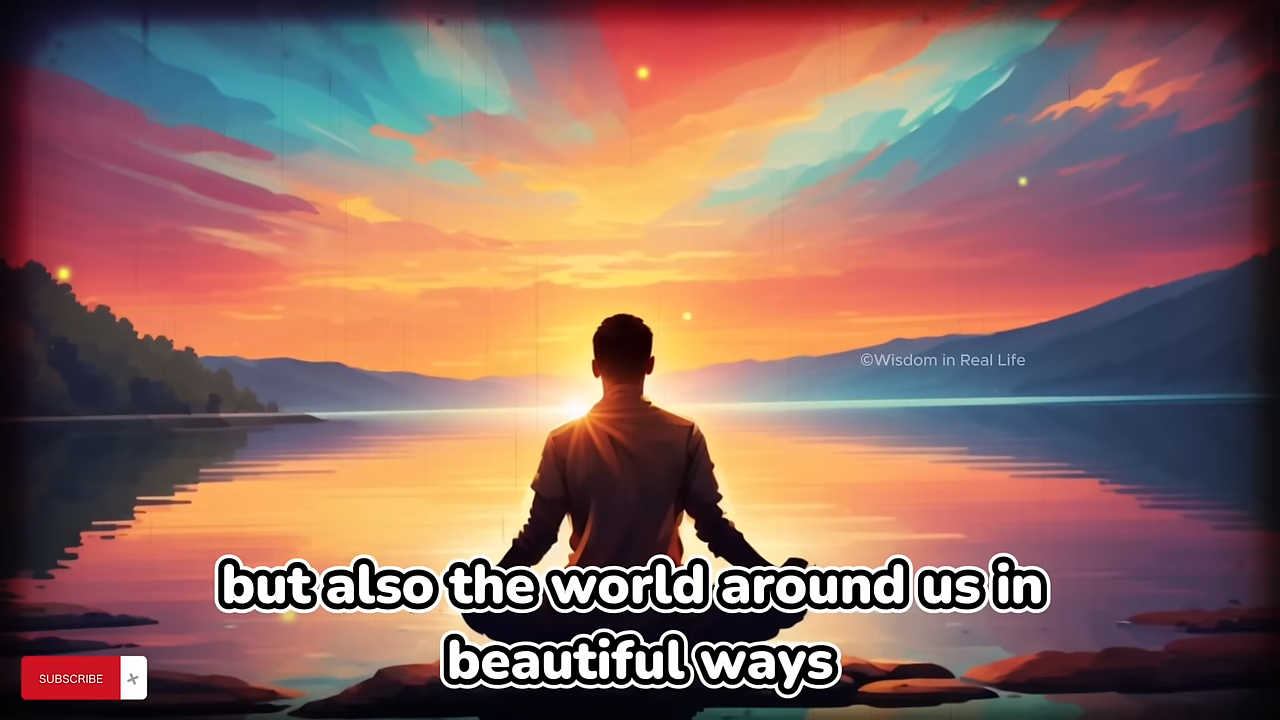 ©Wisdom in Real Life
but also the world around us in
beautiful ways
SUBSCRIBE